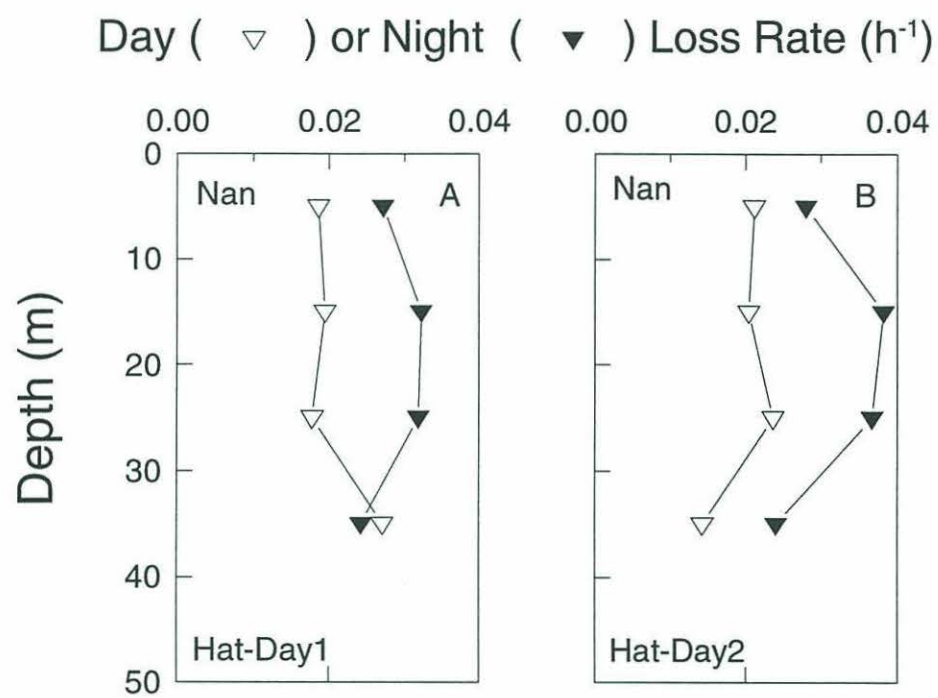 Day ( ▽ ) or Night ( ▼ ) Loss Rate (h-1)
0.00 0.02 0.04 0.00 0.02 0.04
0
Nan A Nan B
10
20
Depth (m)
30
40
Hat-Day1 Hat-Day2
50